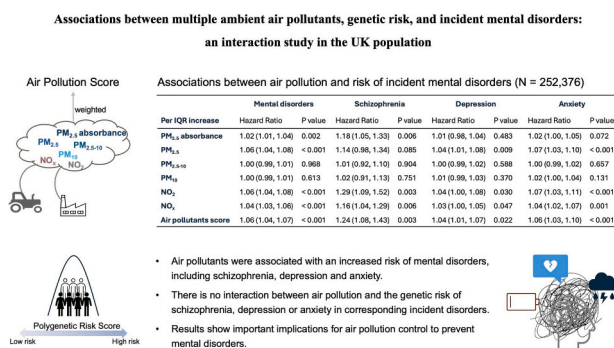 Associations between multiple ambient air pollutants, genetic risk, and incident mental disorders:
an interaction study in the UK population
Air Pollution Score
weighted
PM2.5 absorbance
PM2.5 PM2.5-10
PM10
NOx NO2
Polygenetic Risk Score
Low risk High risk
Associations between air pollution and risk of incident mental disorders (N = 252,376)
Mental disorders Schizophrenia Depression Anxiety
Per IQR increase Hazard Ratio P value Hazard Ratio P value Hazard Ratio P value Hazard Ratio P value
PM2.5 absorbance 1.02 (1.01, 1.04) 0.002 1.18 (1.05, 1.33) 0.006 1.01 (0.98, 1.04) 0.483 1.02 (1.00, 1.05) 0.072
PM2.5 1.06 (1.04, 1.08) <0.001 1.14 (0.98, 1.34) 0.085 1.04 (1.01, 1.08) 0.009 1.07 (1.03, 1.10) <0.001
PM2.5-10 1.00 (0.99, 1.01) 0.968 1.01 (0.92, 1.10) 0.904 1.00 (0.99, 1.02) 0.588 1.00 (0.99, 1.02) 0.657
PM10 1.00 (0.99, 1.01) 0.613 1.02 (0.91, 1.13) 0.751 1.01 (0.99, 1.03) 0.370 1.02 (1.00, 1.04) 0.131
NO2 1.06 (1.04, 1.08) <0.001 1.29 (1.09, 1.52) 0.003 1.04 (1.00, 1.08) 0.030 1.07 (1.03, 1.11) <0.001
NOx 1.04 (1.03, 1.06) <0.001 1.16 (1.04, 1.29) 0.006 1.03 (1.00, 1.05) 0.047 1.04 (1.02, 1.07) 0.001
Air pollutants score 1.06 (1.04, 1.07) <0.001 1.24 (1.08, 1.43) 0.003 1.04 (1.01, 1.07) 0.022 1.06 (1.03, 1.10) <0.001
• Air pollutants were associated with an increased risk of mental disorders,
including schizophrenia, depression and anxiety.
• There is no interaction between air pollution and the genetic risk of
schizophrenia, depression or anxiety in corresponding incident disorders.
• Results show important implications for air pollution control to prevent
mental disorders.